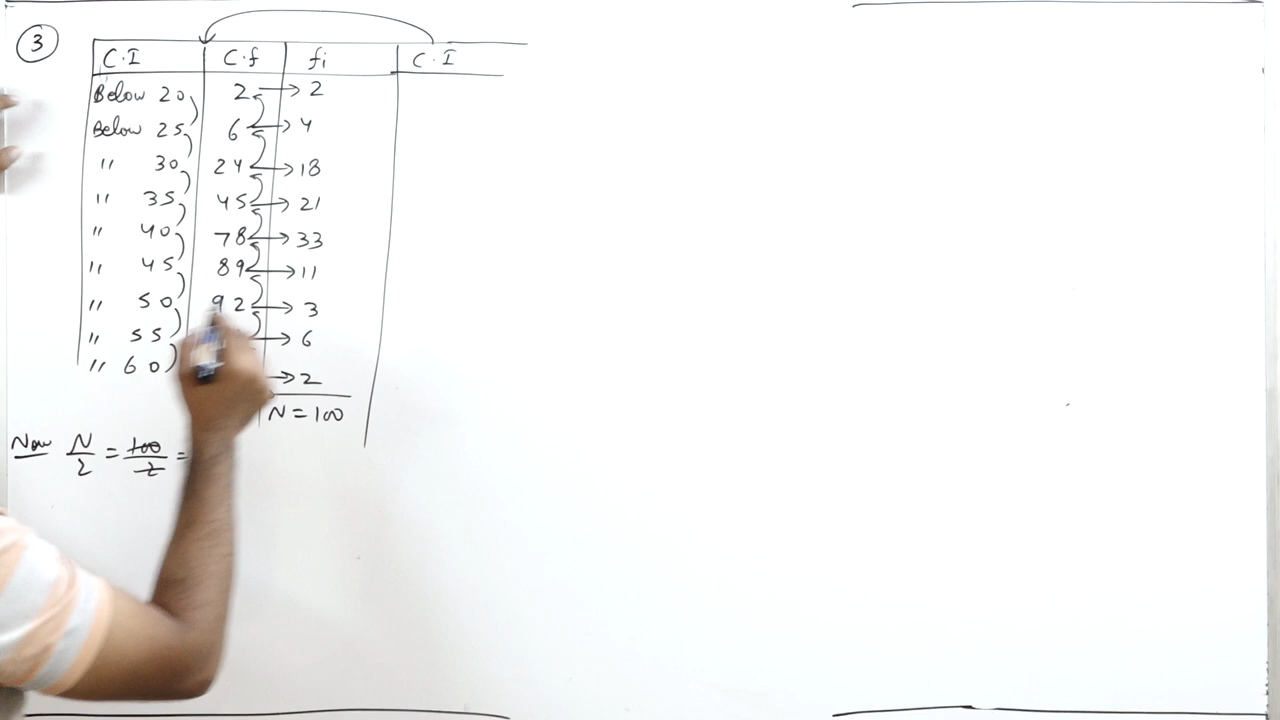 3
C.I C.f fi C.I
Below 20 2 → 2
Below 25 6 → 4
" 30 24 → 18
" 35 45 → 21
" 40 78 → 33
" 45 89 → 11
" 50 92 → 3
" 55 → 6
" 60 → 2
N = 100
Now N/2 = 100/2 =